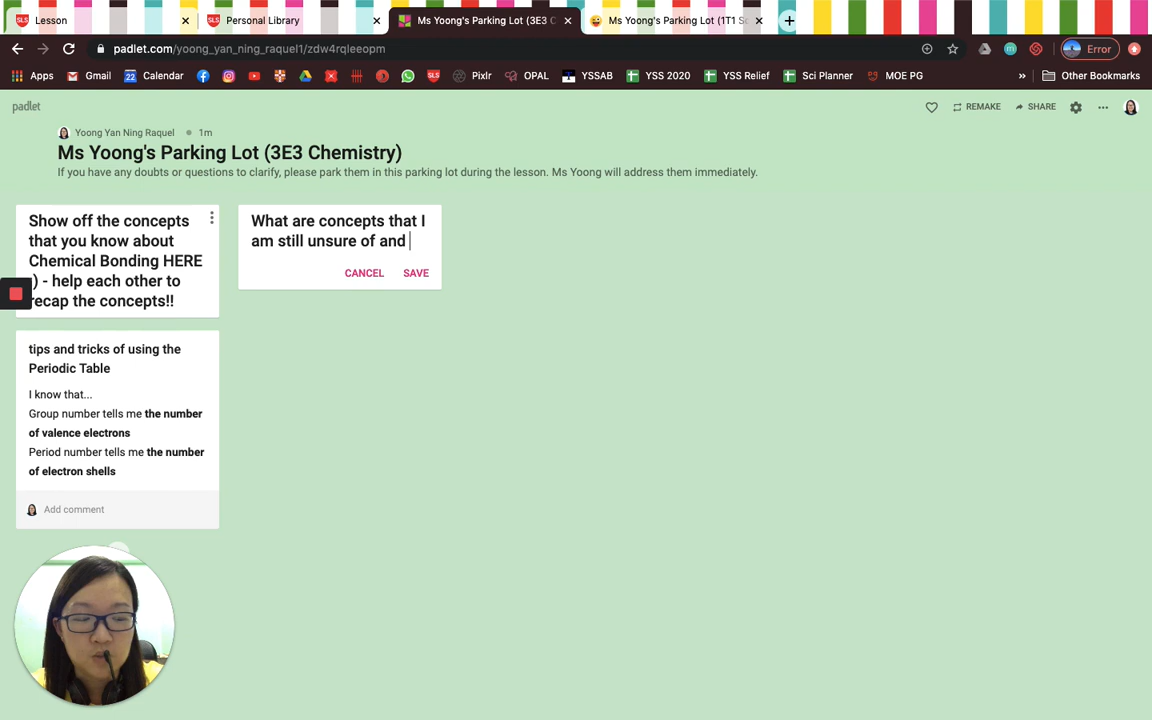 Lesson
Personal Library
Ms Yoong's Parking Lot (3E3 C
Ms Yoong's Parking Lot (1T1 Sc
padlet.com/yoong_yan_ning_raquel1/zdw4rqleeopm
Error
Apps
Gmail
22
Calendar
SLS
Pixlr
OPAL
YSSAB
YSS 2020
YSS Relief
Sci Planner
MOE PG
»
Other Bookmarks
padlet
REMAKE
SHARE
Yoong Yan Ning Raquel
1m
Ms Yoong's Parking Lot (3E3 Chemistry)
If you have any doubts or questions to clarify, please park them in this parking lot during the lesson. Ms Yoong will address them immediately.
Show off the concepts
that you know about
Chemical Bonding HERE
) - help each other to
recap the concepts!!
What are concepts that I
am still unsure of and
CANCEL
SAVE
tips and tricks of using the
Periodic Table
I know that...
Group number tells me the number
of valence electrons
Period number tells me the number
of electron shells
Add comment